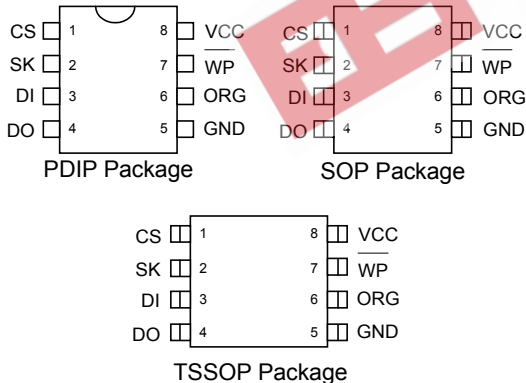 CS 1 8 VCC
SK 2 7 WP
DI 3 6 ORG
DO 4 5 GND
PDIP Package
CS 1 8 VCC
SK 2 7 WP
DI 3 6 ORG
DO 4 5 GND
SOP Package
CS 1 8 VCC
SK 2 7 WP
DI 3 6 ORG
DO 4 5 GND
TSSOP Package